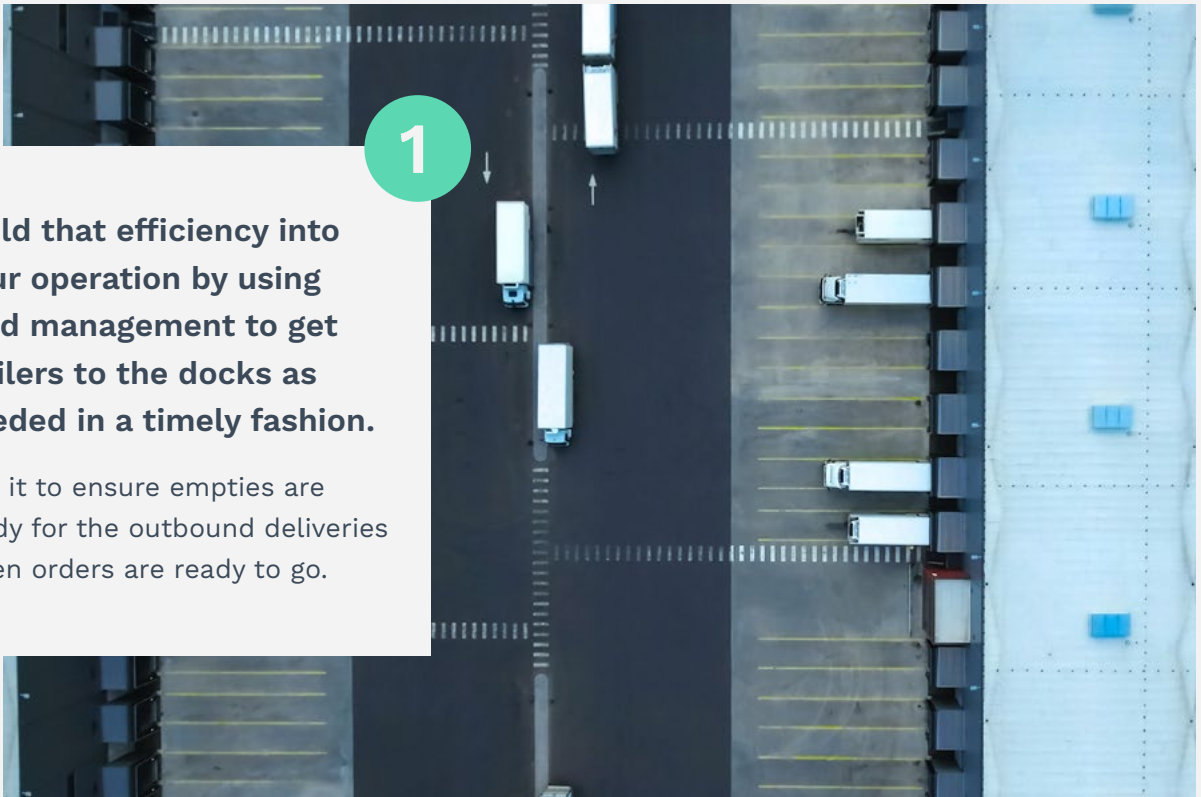 1
ld that efficiency into
ur operation by using
d management to get
ilers to the docks as
eded in a timely fashion.
it to ensure empties are
dy for the outbound deliveries
en orders are ready to go.